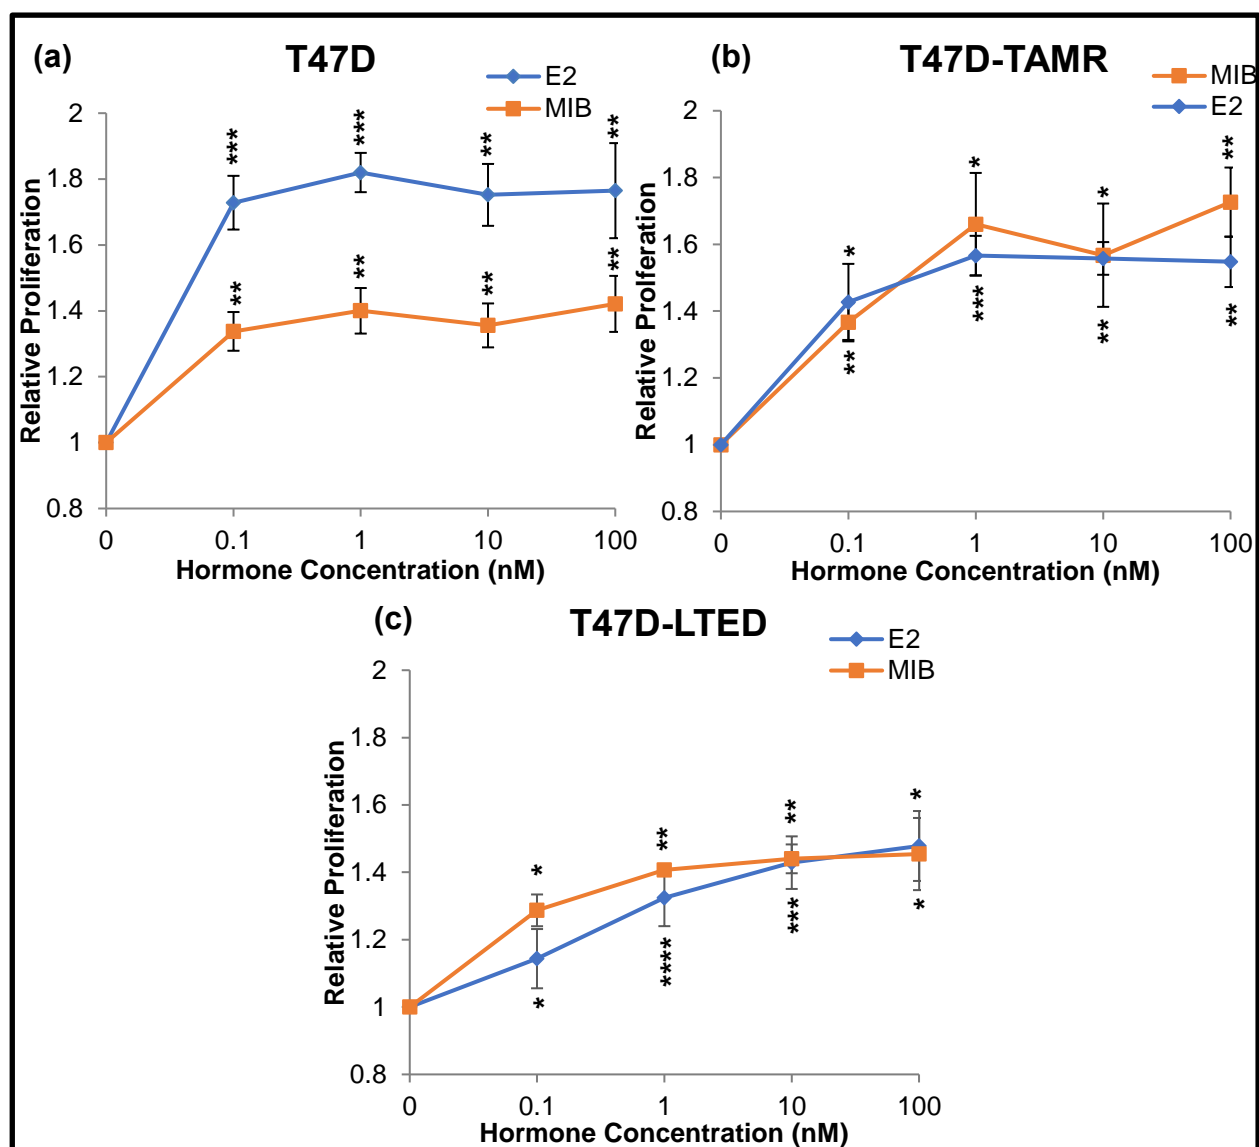 (a) T47D
E2
MIB
Relative Proliferation
2
1.8
1.6
1.4
1.2
1
0.8
***
***
**
**
**
**
**
**
0 0.1 1 10 100
Hormone Concentration (nM)
(b) T47D-TAMR
MIB
E2
Relative Prolferation
2
1.8
1.6
1.4
1.2
1
0.8
*
*
*
**
**
***
**
**
0 0.1 1 10 100
Hormone Concentration (nM)
(c) T47D-LTED
E2
MIB
Relative Proliferation
2
1.8
1.6
1.4
1.2
1
0.8
*
**
**
*
*
****
***
*
0 0.1 1 10 100
Hormone Concentration (nM)